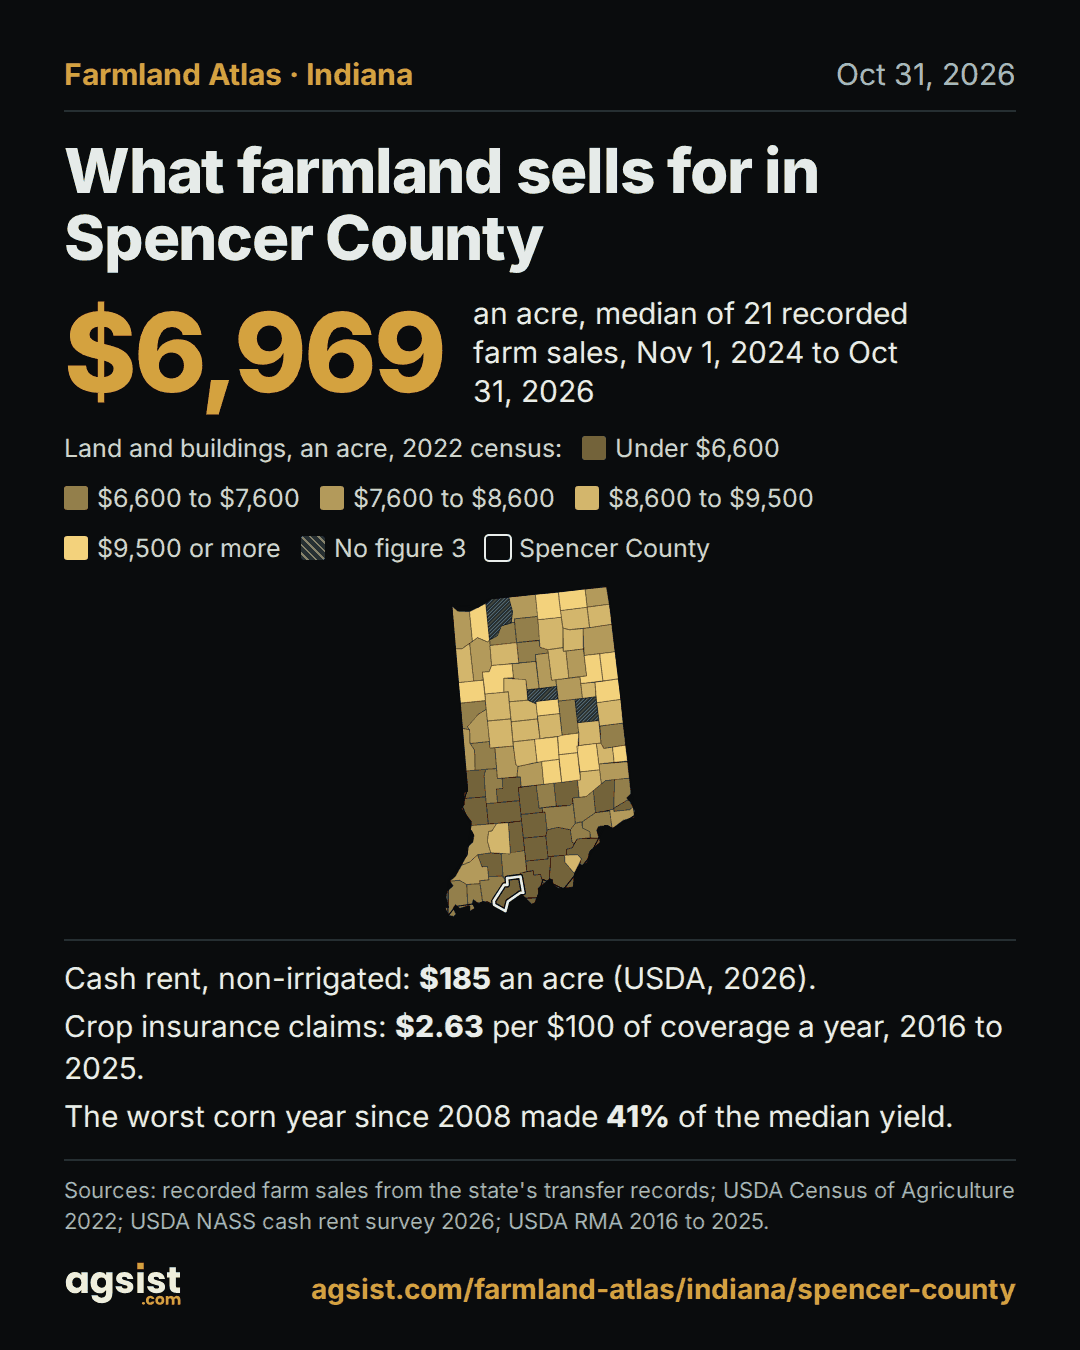 Farmland Atlas · Indiana
Oct 31, 2026
What farmland sells for in
Spencer County
$6,969
an acre, median of 21 recorded
farm sales, Nov 1, 2024 to Oct
31, 2026
Land and buildings, an acre, 2022 census: Under $6,600
$6,600 to $7,600 $7,600 to $8,600 $8,600 to $9,500
$9,500 or more No figure 3 Spencer County
Cash rent, non-irrigated: $185 an acre (USDA, 2026).
Crop insurance claims: $2.63 per $100 of coverage a year, 2016 to
2025.
The worst corn year since 2008 made 41% of the median yield.
Sources: recorded farm sales from the state's transfer records; USDA Census of Agriculture
2022; USDA NASS cash rent survey 2026; USDA RMA 2016 to 2025.
agsist
.com
agsist.com/farmland-atlas/indiana/spencer-county